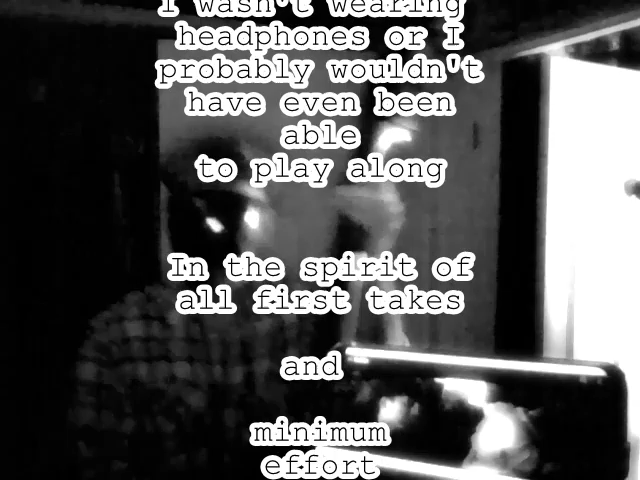 I wasn't wearing
headphones or I
probably wouldn't
have even been
able
to play along
In the spirit of
all first takes
and
minimum
effort